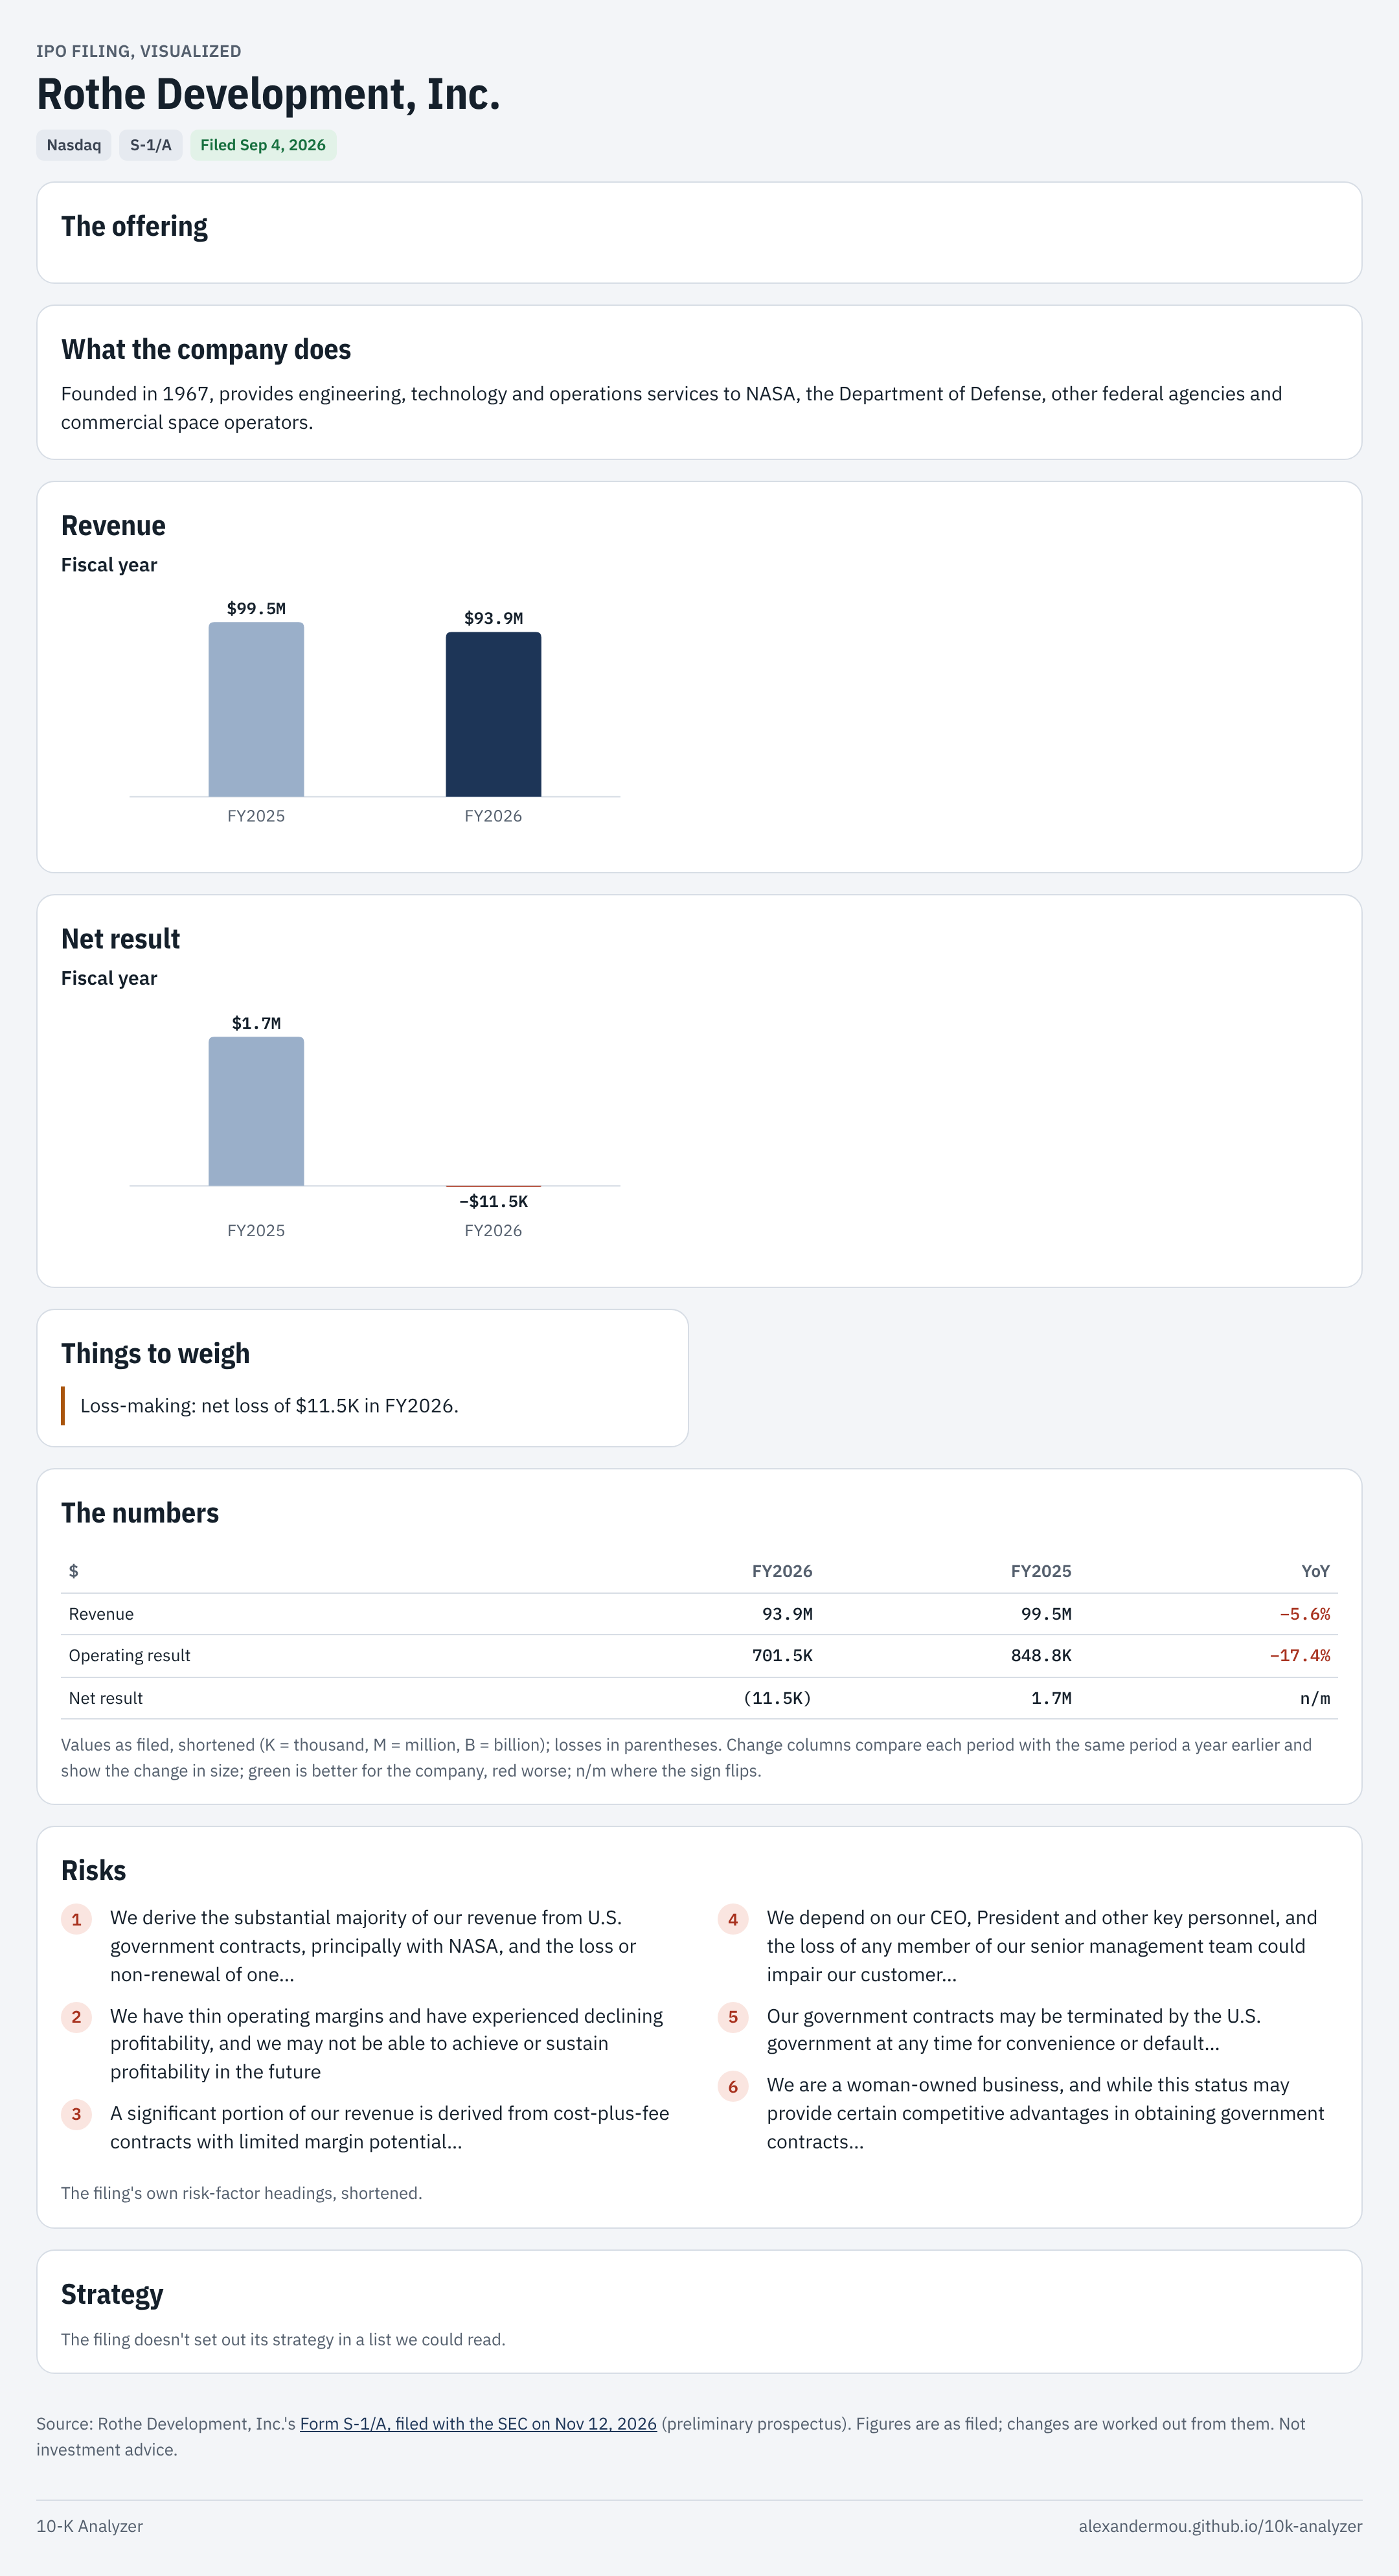 IPO FILING, VISUALIZED
Rothe Development, Inc.
Nasdaq S-1/A Filed Sep 4, 2026
The offering
What the company does
Founded in 1967, provides engineering, technology and operations services to NASA, the Department of Defense, other federal agencies and
commercial space operators.
Revenue
Fiscal year
$99.5M
$93.9M
FY2025 FY2026
Net result
Fiscal year
$1.7M
−$11.5K
FY2025 FY2026
Things to weigh
Loss-making: net loss of $11.5K in FY2026.
The numbers
$ FY2026 FY2025 YoY
Revenue 93.9M 99.5M −5.6%
Operating result 701.5K 848.8K −17.4%
Net result (11.5K) 1.7M n/m
Values as filed, shortened (K = thousand, M = million, B = billion); losses in parentheses. Change columns compare each period with the same period a year earlier and
show the change in size; green is better for the company, red worse; n/m where the sign flips.
Risks
1 We derive the substantial majority of our revenue from U.S.
government contracts, principally with NASA, and the loss or
non-renewal of one…
2 We have thin operating margins and have experienced declining
profitability, and we may not be able to achieve or sustain
profitability in the future
3 A significant portion of our revenue is derived from cost-plus-fee
contracts with limited margin potential…
4 We depend on our CEO, President and other key personnel, and
the loss of any member of our senior management team could
impair our customer…
5 Our government contracts may be terminated by the U.S.
government at any time for convenience or default…
6 We are a woman-owned business, and while this status may
provide certain competitive advantages in obtaining government
contracts…
The filing's own risk-factor headings, shortened.
Strategy
The filing doesn't set out its strategy in a list we could read.
Source: Rothe Development, Inc.'s Form S-1/A, filed with the SEC on Nov 12, 2026 (preliminary prospectus). Figures are as filed; changes are worked out from them. Not
investment advice.
10-K Analyzer alexandermou.github.io/10k-analyzer